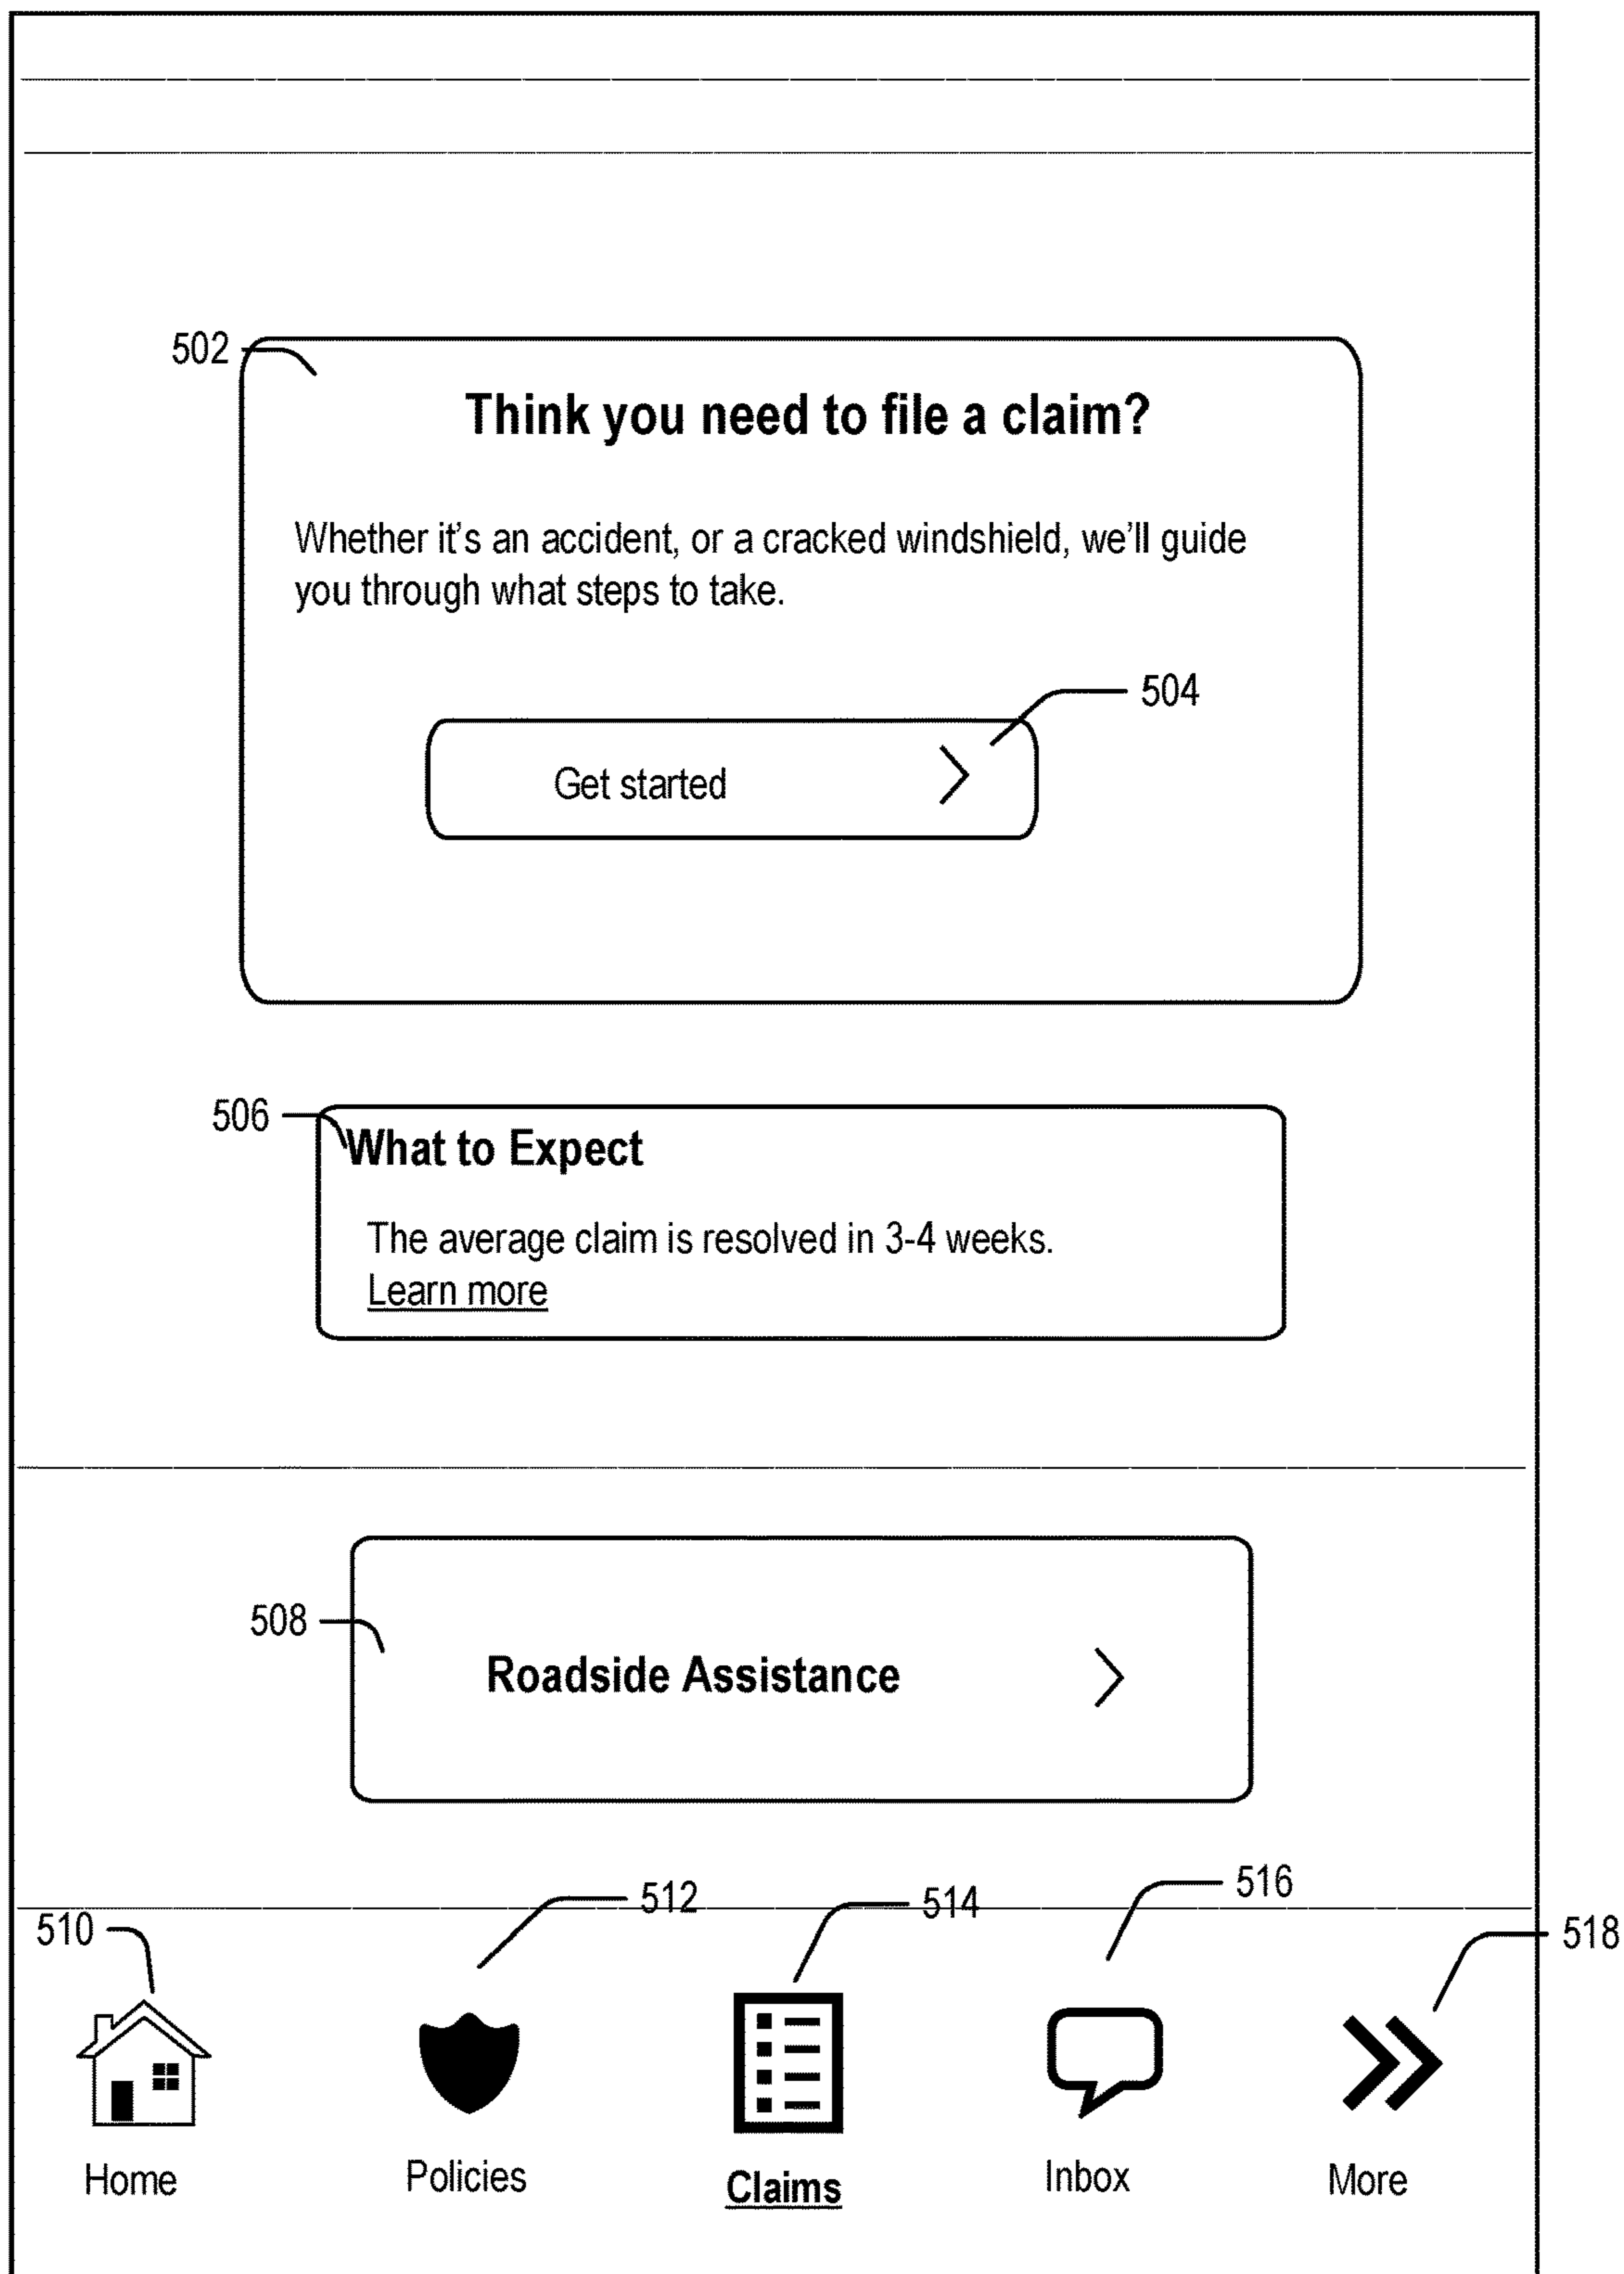 502
Think you need to file a claim?
Whether it's an accident, or a cracked windshield, we'll guide
you through what steps to take.
504
Get started
506
What to Expect
The average claim is resolved in 3-4 weeks.
Learn more
508
Roadside Assistance
510
512
514
516
518
Home
Policies
Claims
Inbox
More